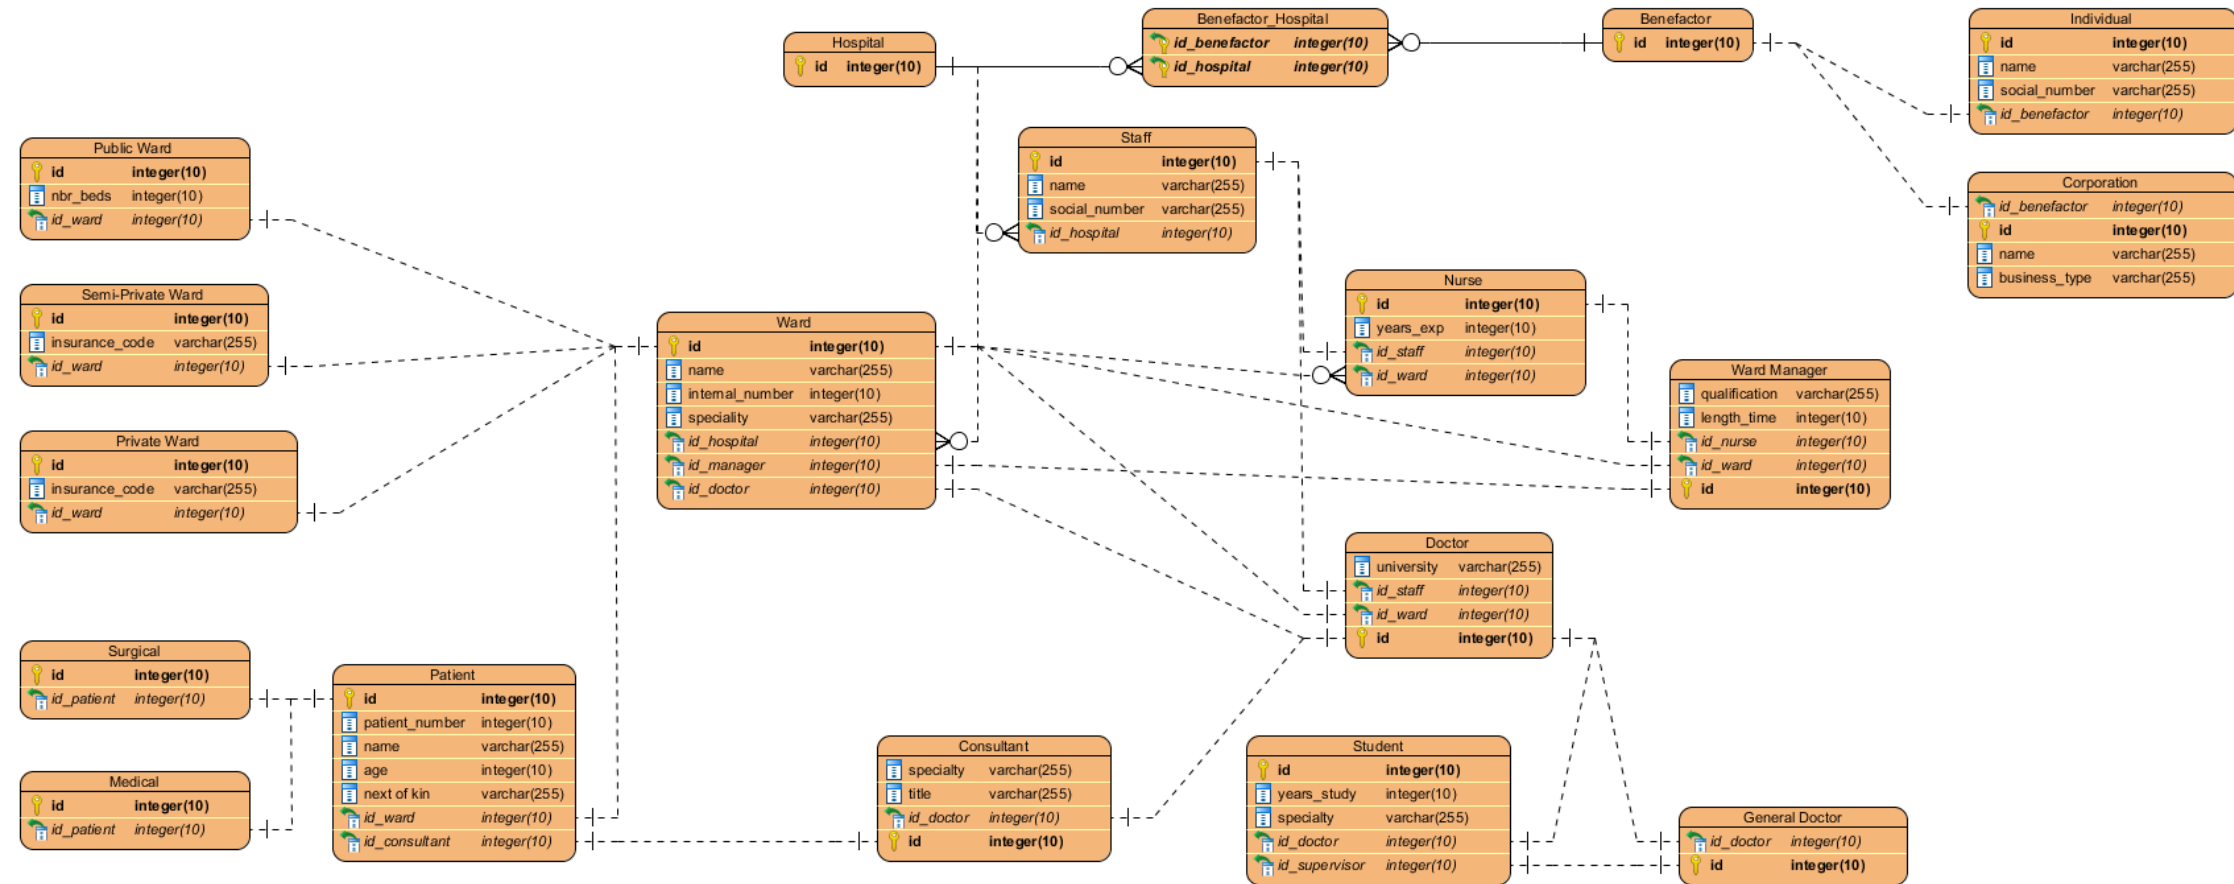 Hospital
id integer(10)
Benefactor_Hospital
id_benefactor integer(10)
id_hospital integer(10)
Benefactor
id integer(10)
Individual
id integer(10)
name varchar(255)
social_number varchar(255)
id_benefactor integer(10)
Staff
id integer(10)
name varchar(255)
social_number varchar(255)
id_hospital integer(10)
Public Ward
id integer(10)
nbr_beds integer(10)
id_ward integer(10)
Corporation
id_benefactor integer(10)
id integer(10)
name varchar(255)
business_type varchar(255)
Semi-Private Ward
id integer(10)
insurance_code varchar(255)
id_ward integer(10)
Nurse
id integer(10)
years_exp integer(10)
id_staff integer(10)
id_ward integer(10)
Ward
id integer(10)
name varchar(255)
internal_number integer(10)
speciality varchar(255)
id_hospital integer(10)
id_manager integer(10)
id_doctor integer(10)
Ward Manager
qualification varchar(255)
length_time integer(10)
id_nurse integer(10)
id_ward integer(10)
id integer(10)
Private Ward
id integer(10)
insurance_code varchar(255)
id_ward integer(10)
Doctor
university varchar(255)
id_staff integer(10)
id_ward integer(10)
id integer(10)
Surgical
id integer(10)
id_patient integer(10)
Patient
id integer(10)
patient_number integer(10)
name varchar(255)
age integer(10)
next of kin varchar(255)
id_ward integer(10)
id_consultant integer(10)
Medical
id integer(10)
id_patient integer(10)
Consultant
specialty varchar(255)
title varchar(255)
id_doctor integer(10)
id integer(10)
Student
id integer(10)
years_study integer(10)
specialty varchar(255)
id_doctor integer(10)
id_supervisor integer(10)
General Doctor
id_doctor integer(10)
id integer(10)